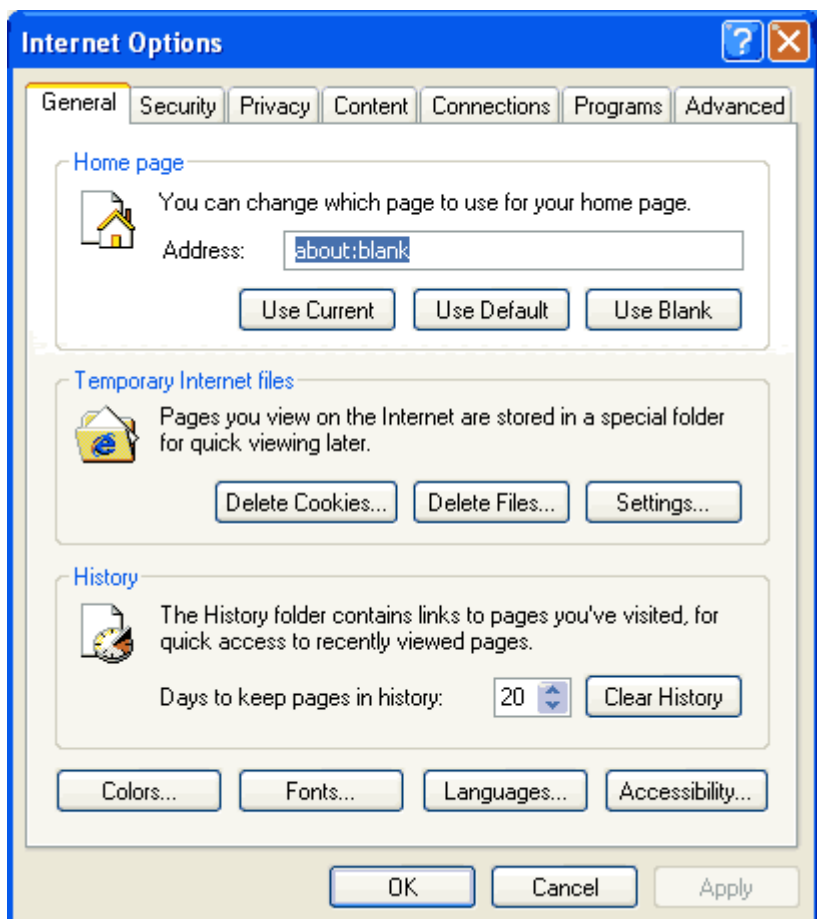 Internet Options
General Security Privacy Content Connections Programs Advanced
Home page
You can change which page to use for your home page.
Address: about:blank
Use Current Use Default Use Blank
Temporary Internet files
Pages you view on the Internet are stored in a special folder
for quick viewing later.
Delete Cookies... Delete Files... Settings...
History
The History folder contains links to pages you've visited, for
quick access to recently viewed pages.
Days to keep pages in history: 20 Clear History
Colors... Fonts... Languages... Accessibility...
OK Cancel Apply